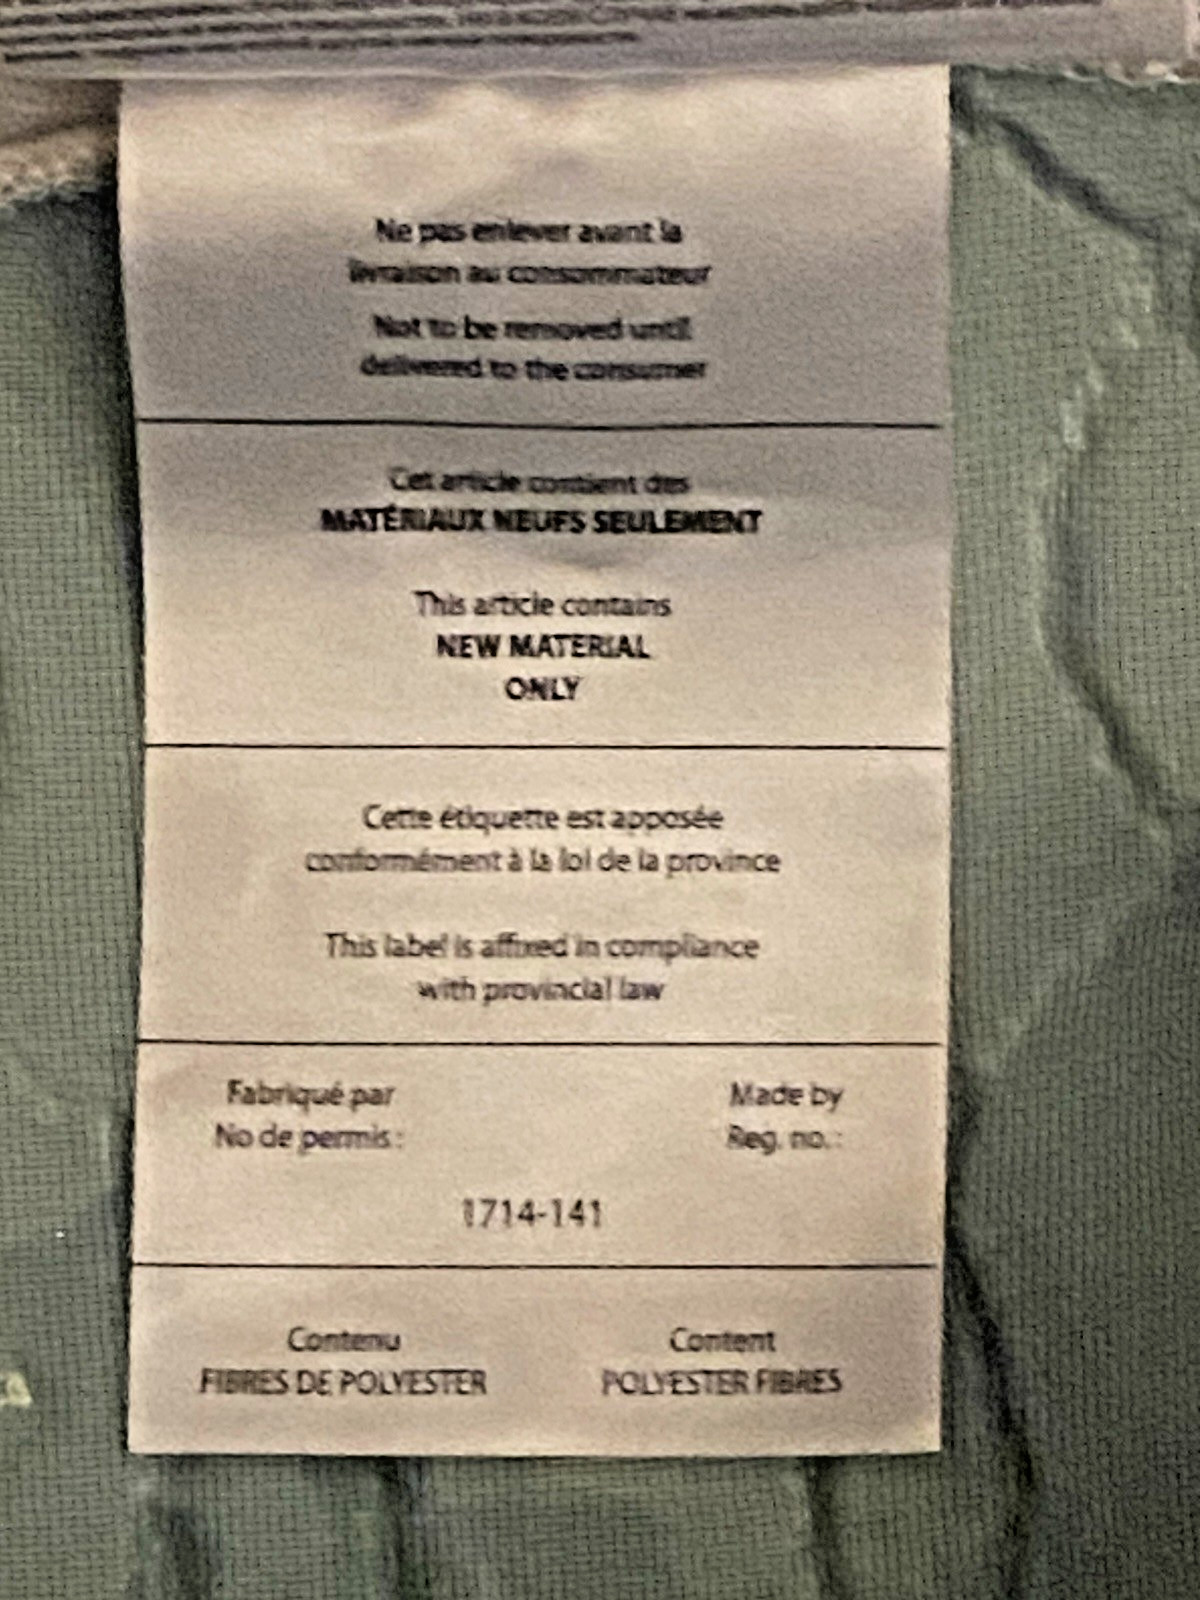 Ne pas enlever avant la
livraison au consommateur
Not to be removed until
delivered to the consumer
Cet article contient des
MATÉRIAUX NEUFS SEULEMENT
This article contains
NEW MATERIAL
ONLY
Cette étiquette est apposée
conformément à la loi de la province
This label is affixed in compliance
with provincial law
Fabriqué par
No de permis :
Made by
Reg. no. :
1714-141
Contenu
FIBRES DE POLYESTER
Content
POLYESTER FIBRES